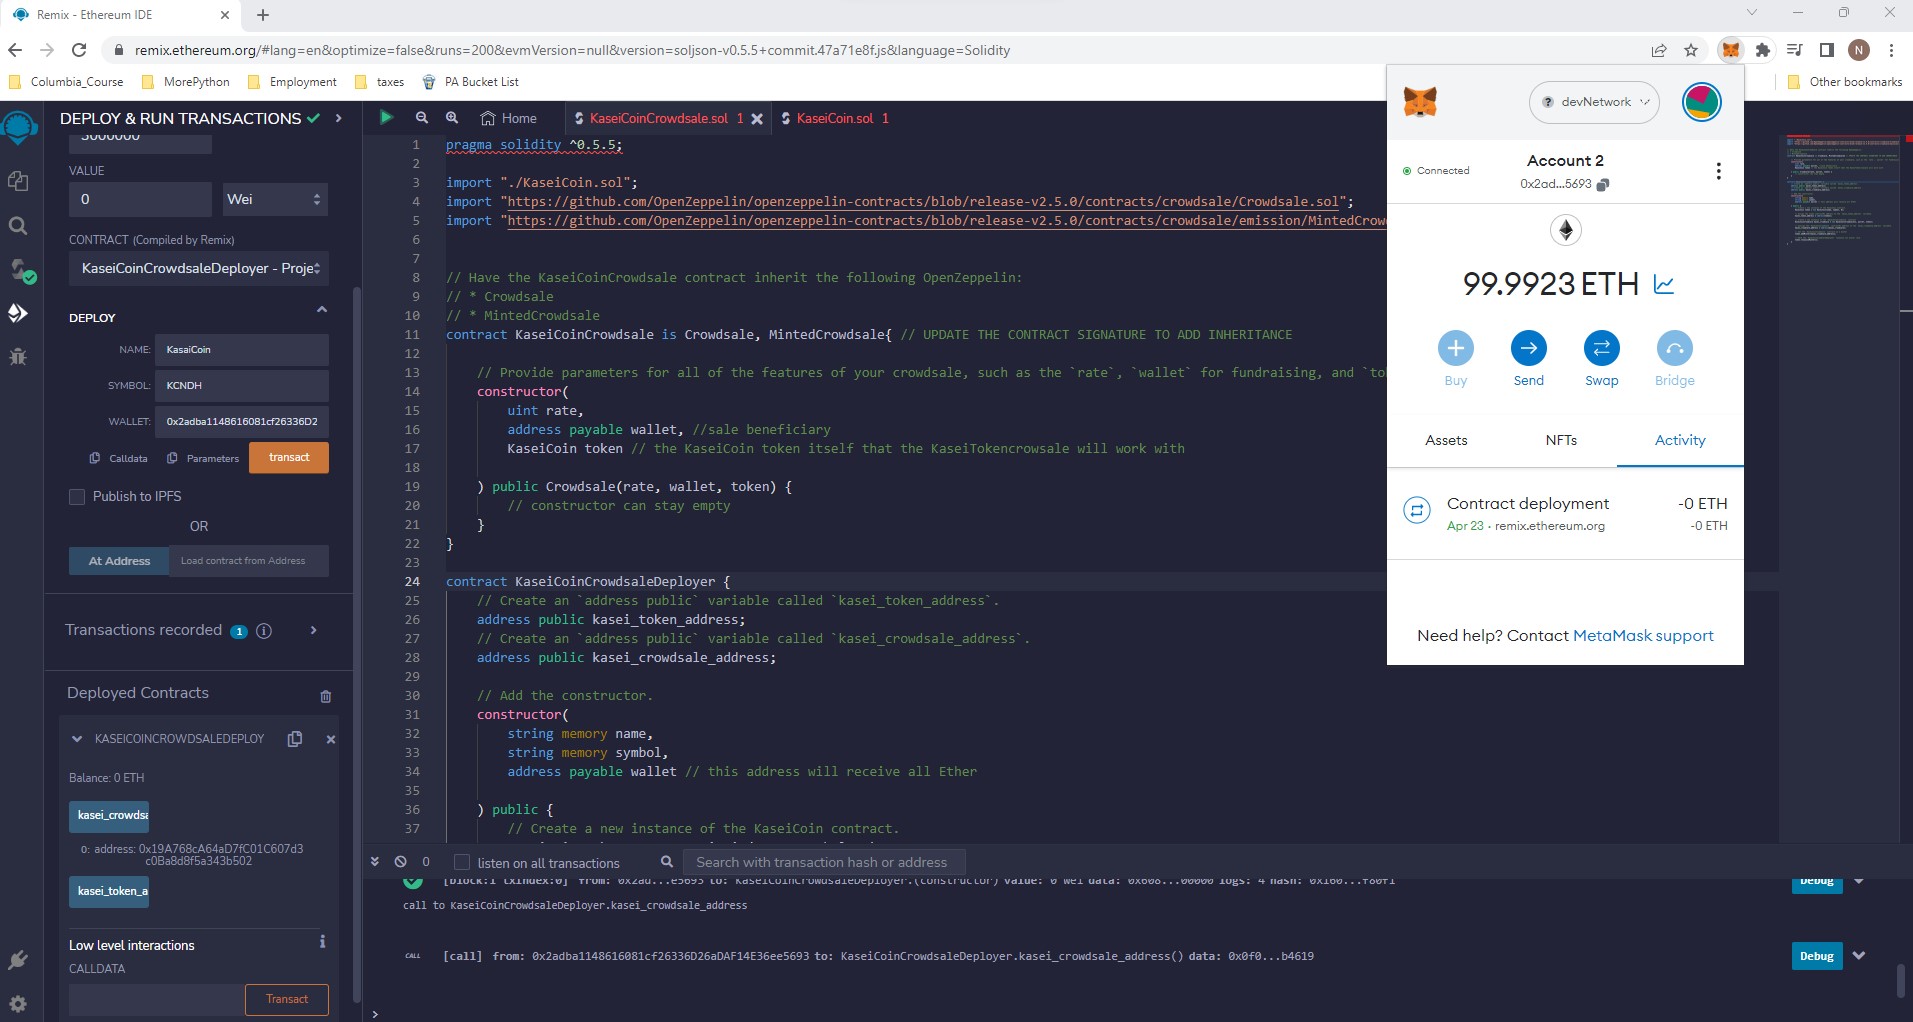 Remix - Ethereum IDE
remix.ethereum.org/#lang=en&optimize=false&runs=200&evmVersion=null&version=soljson-v0.5.5+commit.47a71e8f.js&language=Solidity
N
Columbia_Course
MorePython
Employment
taxes
PA Bucket List
Other bookmarks
DEPLOY & RUN TRANSACTIONS
3000000
VALUE
0
Wei
CONTRACT (Compiled by Remix)
KaseiCoinCrowdsaleDeployer - Proje
DEPLOY
NAME:
KasaiCoin
SYMBOL:
KCNDH
WALLET:
0x2adba1148616081cf26336D2
Calldata
Parameters
transact
Publish to IPFS
OR
At Address
Load contract from Address
Transactions recorded 1 i
Deployed Contracts
KASEICOINCROWDSALEDEPLOY
Balance: 0 ETH
kasei_crowdsa
0: address: 0x19A768cA64aD7fC01C607d3
c0Ba8d8f5a343b502
kasei_token_a
Low level interactions
CALLDATA
Transact
Home
KaseiCoinCrowdsale.sol 1
KaseiCoin.sol 1
1 pragma solidity ^0.5.5;
2
3 import "./KaseiCoin.sol";
4 import "https://github.com/OpenZeppelin/openzeppelin-contracts/blob/release-v2.5.0/contracts/crowdsale/Crowdsale.sol";
5 import "https://github.com/OpenZeppelin/openzeppelin-contracts/blob/release-v2.5.0/contracts/crowdsale/emission/MintedCrow
6
7
8 // Have the KaseiCoinCrowdsale contract inherit the following OpenZeppelin:
9 // * Crowdsale
10 // * MintedCrowdsale
11 contract KaseiCoinCrowdsale is Crowdsale, MintedCrowdsale{ // UPDATE THE CONTRACT SIGNATURE TO ADD INHERITANCE
12
13 // Provide parameters for all of the features of your crowdsale, such as the `rate`, `wallet` for fundraising, and `to
14 constructor(
15 uint rate,
16 address payable wallet, //sale beneficiary
17 KaseiCoin token // the KaseiCoin token itself that the KaseiTokencrowsale will work with
18
19 ) public Crowdsale(rate, wallet, token) {
20 // constructor can stay empty
21 }
22 }
23
24 contract KaseiCoinCrowdsaleDeployer {
25 // Create an `address public` variable called `kasei_token_address`.
26 address public kasei_token_address;
27 // Create an `address public` variable called `kasei_crowdsale_address`.
28 address public kasei_crowdsale_address;
29
30 // Add the constructor.
31 constructor(
32 string memory name,
33 string memory symbol,
34 address payable wallet // this address will receive all Ether
35
36 ) public {
37 // Create a new instance of the KaseiCoin contract.
devNetwork
Connected
Account 2
0x2ad...5693
99.9923 ETH
Buy
Send
Swap
Bridge
Assets
NFTs
Activity
Contract deployment
-0 ETH
Apr 23 · remix.ethereum.org
-0 ETH
Need help? Contact MetaMask support
0
listen on all transactions
Search with transaction hash or address
[block:1 txIndex:0] from: 0x2ad...e5693 to: KaseiCoinCrowdsaleDeployer.(constructor) value: 0 wei data: 0x608...00000 logs: 4 hash: 0x160...f80f1
Debug
call to KaseiCoinCrowdsaleDeployer.kasei_crowdsale_address
CALL [call] from: 0x2adba1148616081cf26336D26aDAF14E36ee5693 to: KaseiCoinCrowdsaleDeployer.kasei_crowdsale_address() data: 0x0f0...b4619
Debug
>